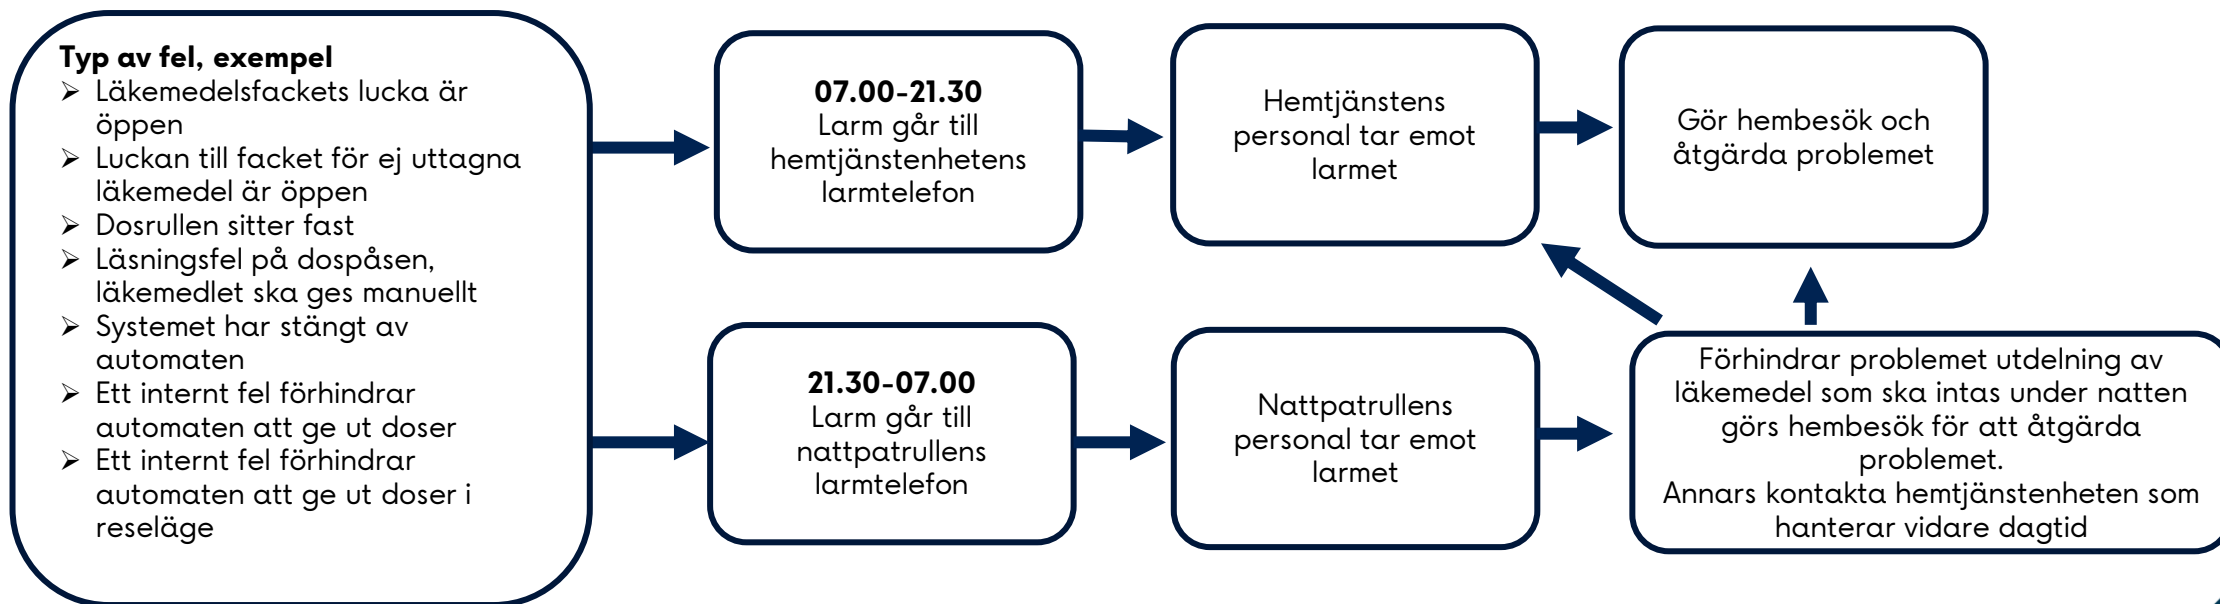 Typ av fel, exempel
➢ Läkemedelsfackets lucka är
öppen
➢ Luckan till facket för ej uttagna
läkemedel är öppen
➢ Dosrullen sitter fast
➢ Läsningsfel på dospåsen,
läkemedlet ska ges manuellt
➢ Systemet har stängt av
automaten
➢ Ett internt fel förhindrar
automaten att ge ut doser
➢ Ett internt fel förhindrar
automaten att ge ut doser i
reseläge
07.00-21.30
Larm går till
hemtjänstenhetens
larmtelefon
Hemtjänstens
personal tar emot
larmet
Gör hembesök och
åtgärda problemet
21.30-07.00
Larm går till
nattpatrullens
larmtelefon
Nattpatrullens
personal tar emot
larmet
Förhindrar problemet utdelning av
läkemedel som ska intas under natten
görs hembesök för att åtgärda
problemet.
Annars kontakta hemtjänstenheten som
hanterar vidare dagtid